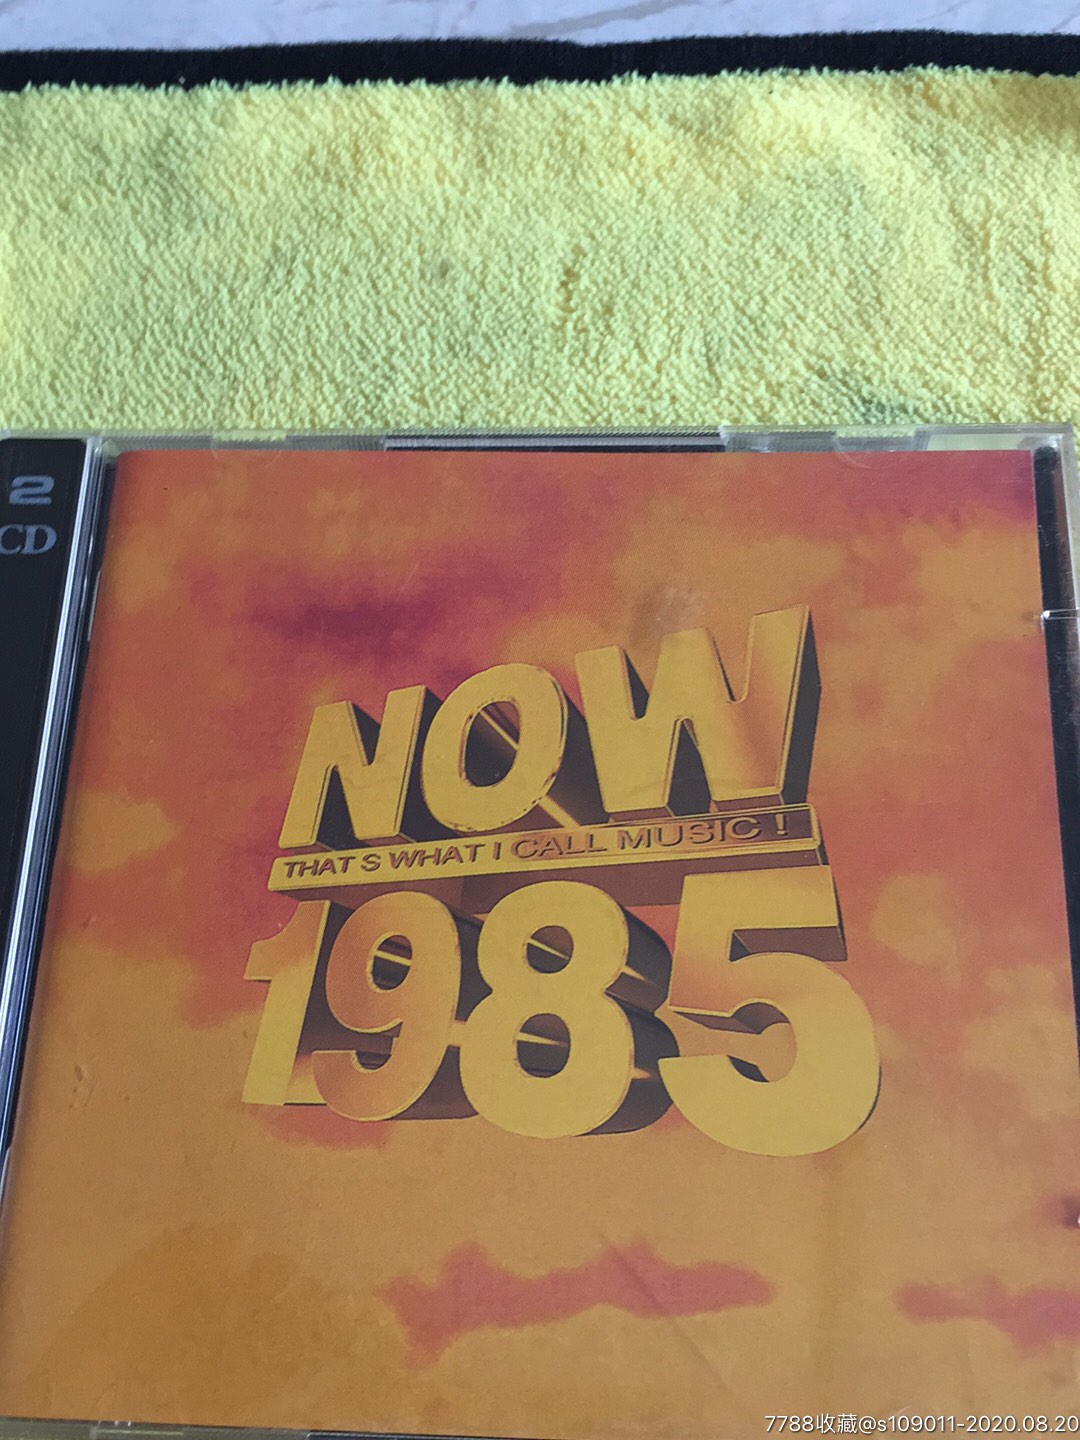 2
CD
NOW
THAT'S WHAT I CALL MUSIC !
1985
7788收藏@s109011-2020.08.20